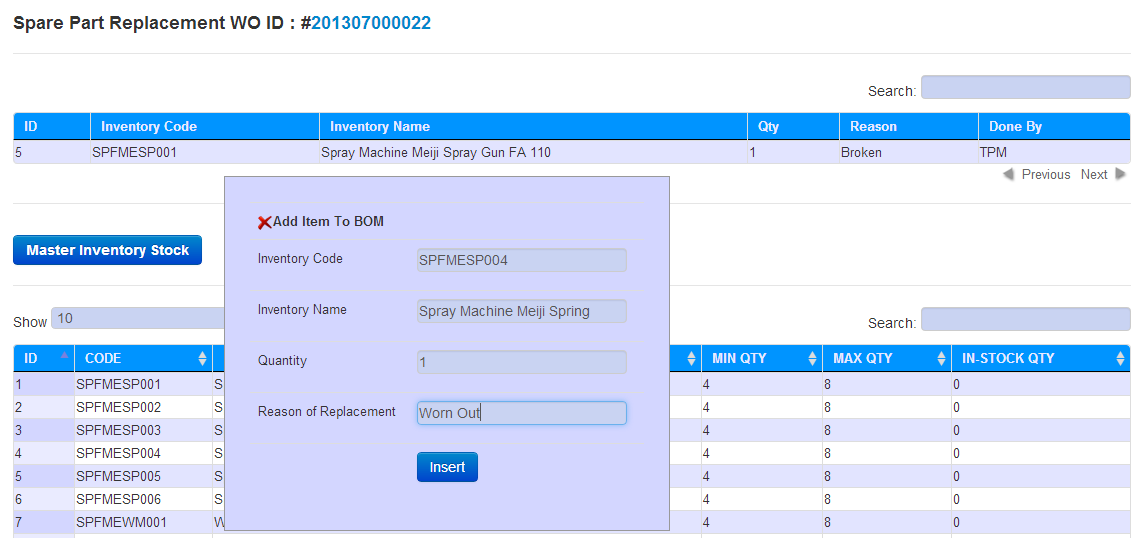 Spare Part Replacement WO ID : #201307000022
Search:
ID Inventory Code Inventory Name Qty Reason Done By
5 SPFMESP001 Spray Machine Meiji Spray Gun FA 110 1 Broken TPM
Previous Next
Add Item To BOM
Inventory Code SPFMESP004
Inventory Name Spray Machine Meiji Spring
Quantity 1
Reason of Replacement Worn Out
Insert
Master Inventory Stock
Show 10
Search:
ID CODE MIN QTY MAX QTY IN-STOCK QTY
1 SPFMESP001 S 4 8 0
2 SPFMESP002 S 4 8 0
3 SPFMESP003 S 4 8 0
4 SPFMESP004 S 4 8 0
5 SPFMESP005 S 4 8 0
6 SPFMESP006 S 4 8 0
7 SPFMEWM001 W 4 8 0